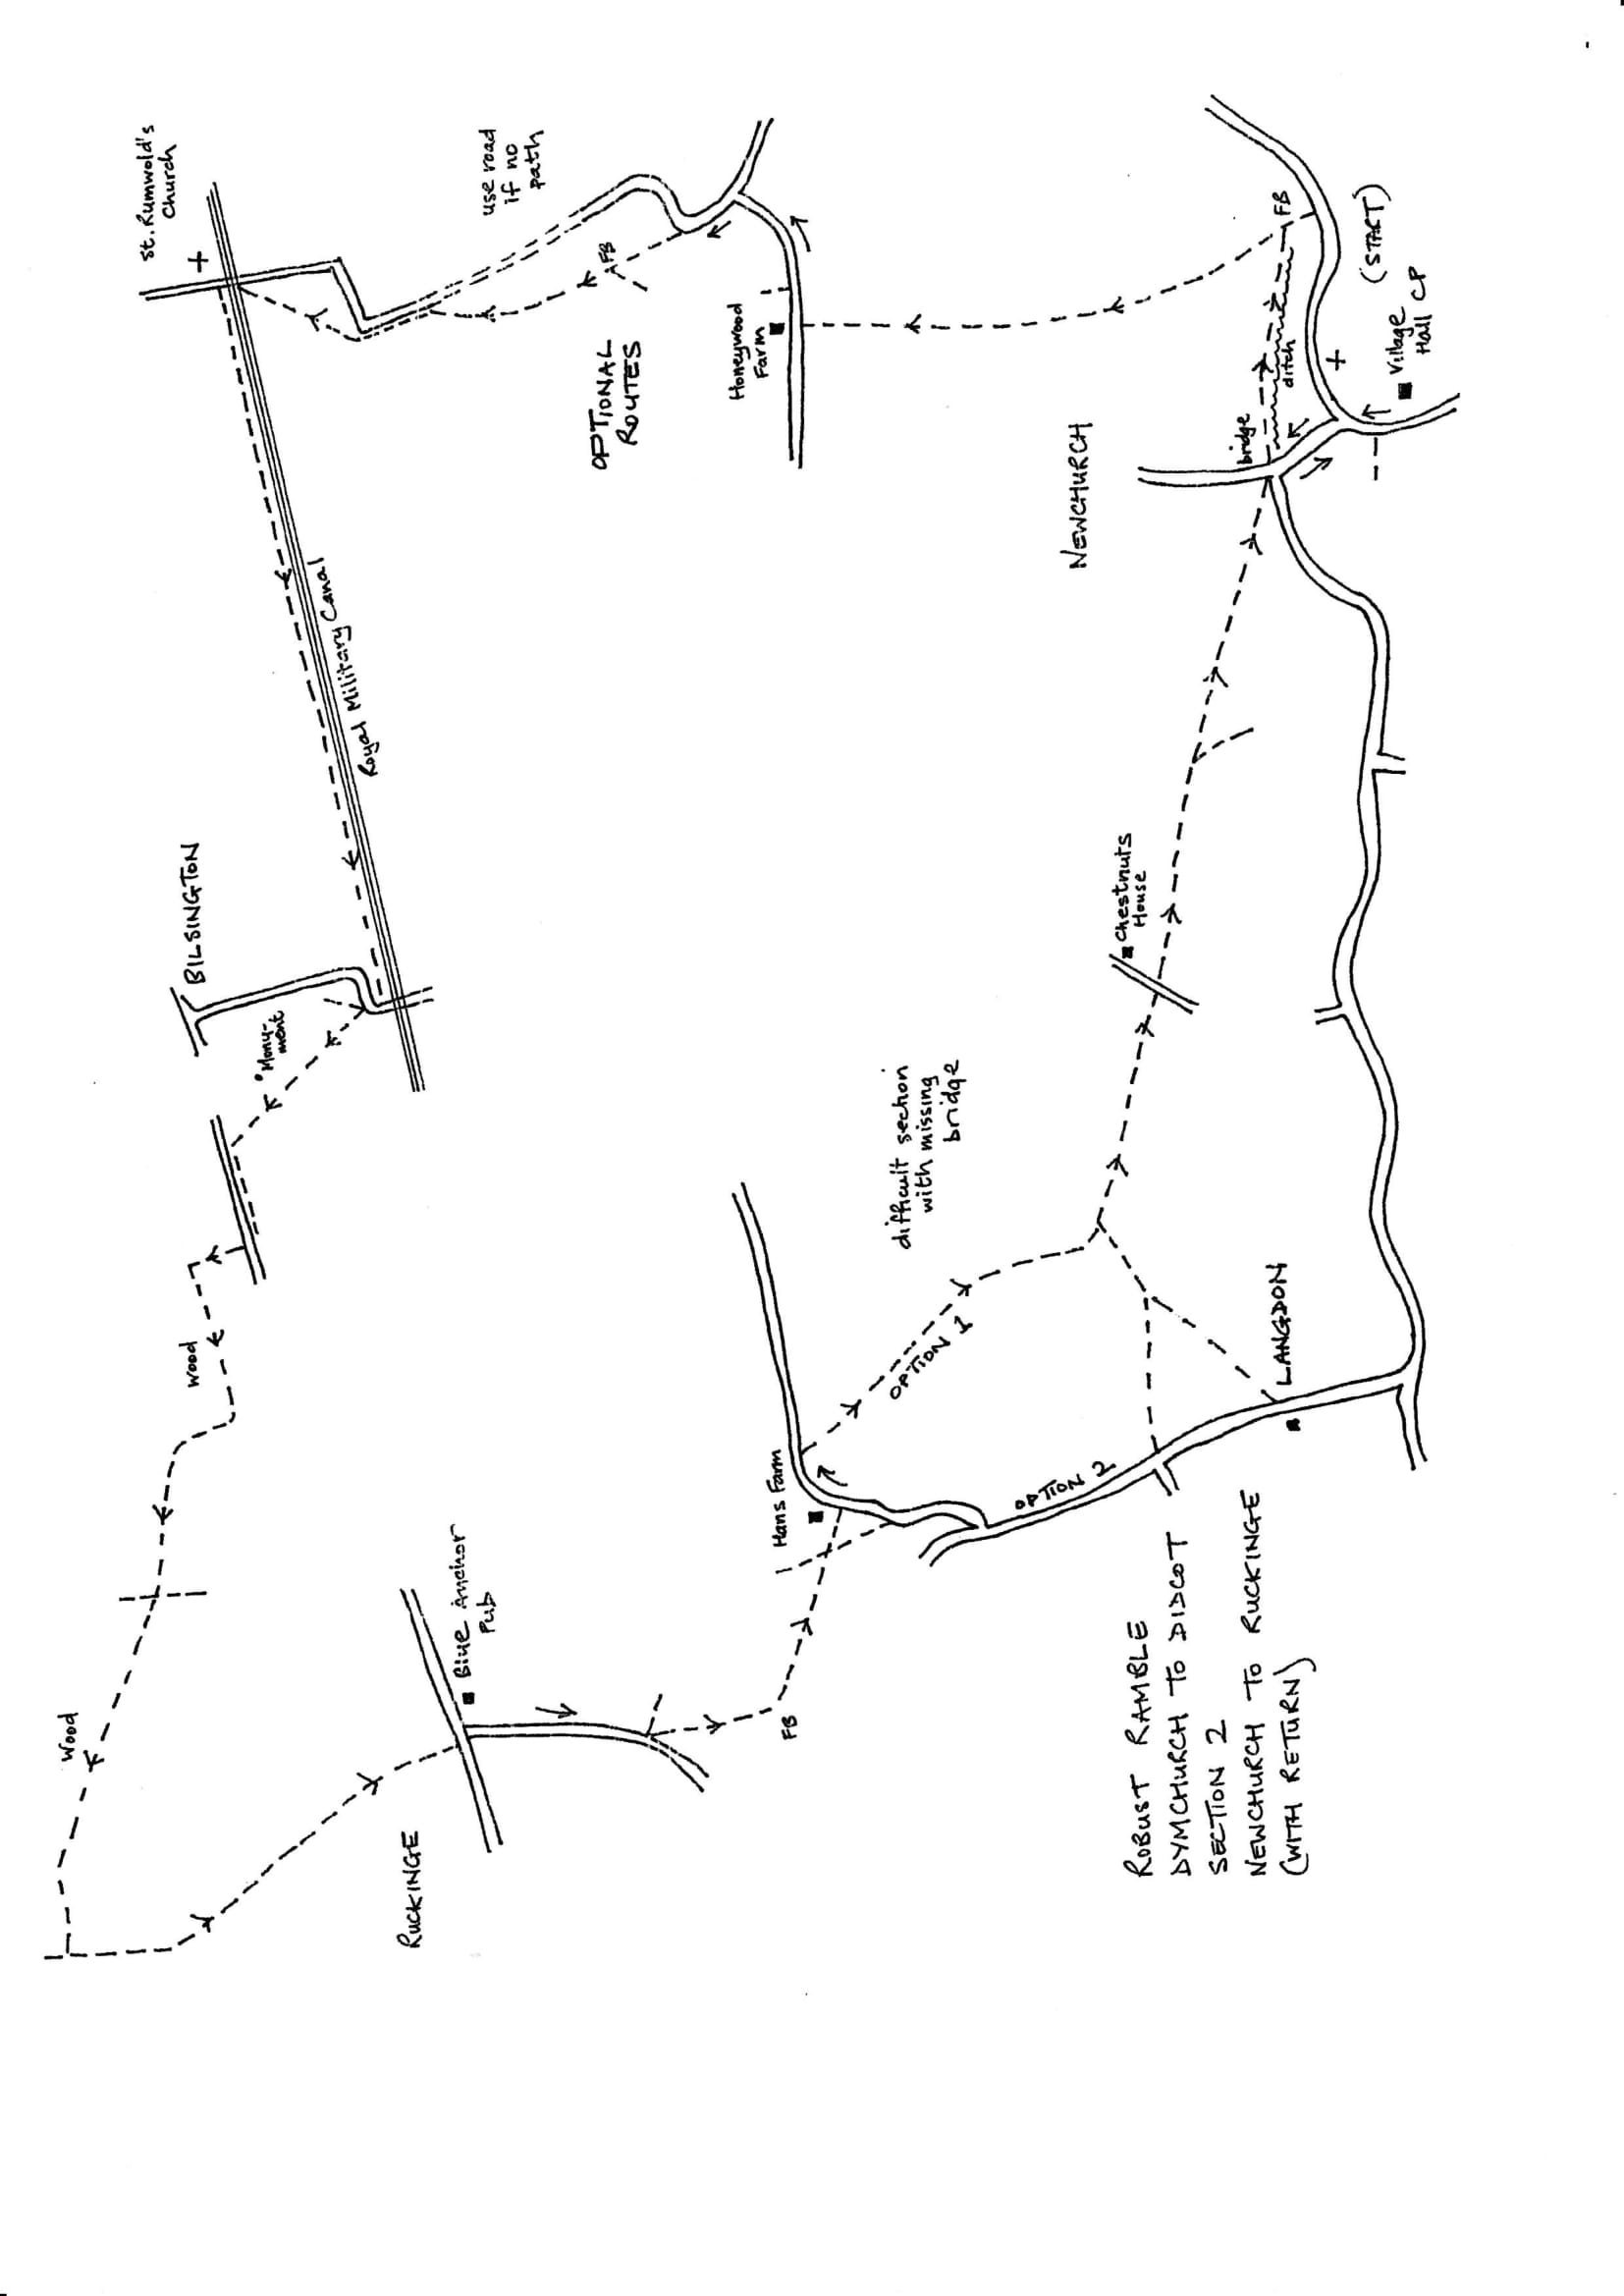 Wood
St. Rumwold's
Church
Wood
BILSINGTON
Monu-
ment
Royal Military Canal
RUCKINGE
Blue Anchor
Pub
use road
if no
path
OPTIONAL
ROUTES
FB
Honeywood
Farm
FB
Hans Farm
OPTION 1
difficult section
with missing
bridge
OPTION 2
NEWCHURCH
Chestnuts
House
ROBUST RAMBLE
DYMCHURCH TO DIDCOT
SECTION 2
NEWCHURCH TO RUCKINGE
(WITH RETURN)
bridge
ditch
FB
LANGDON
(START)
Village
Hall CP